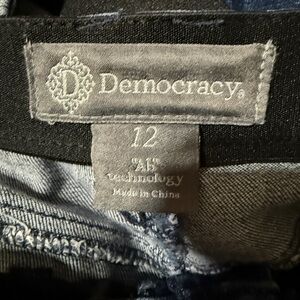 D Democracy®
12
"Ab"
technology
Made in China